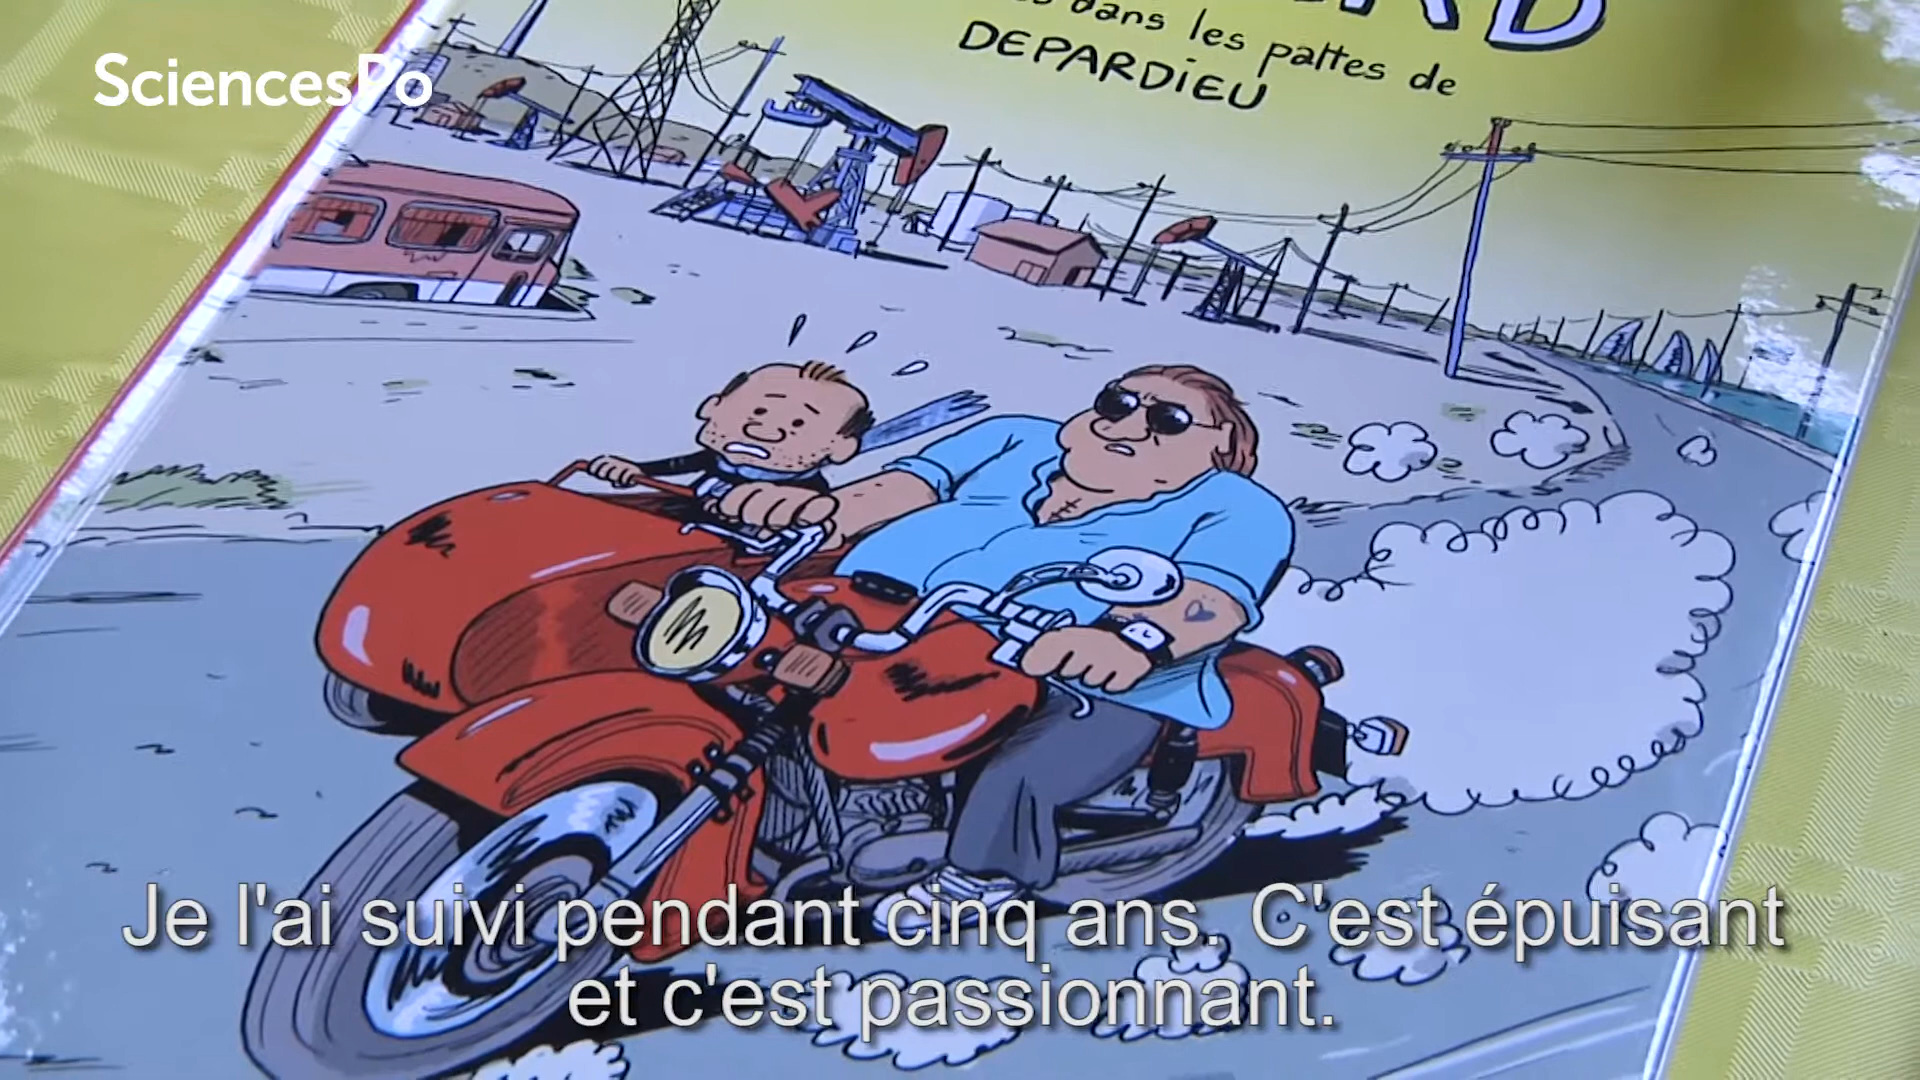 SciencesPo
dans les pattes de
DEPARDiEU
Je l'ai suivi pendant cinq ans. C'est épuisant
et c'est passionnant.